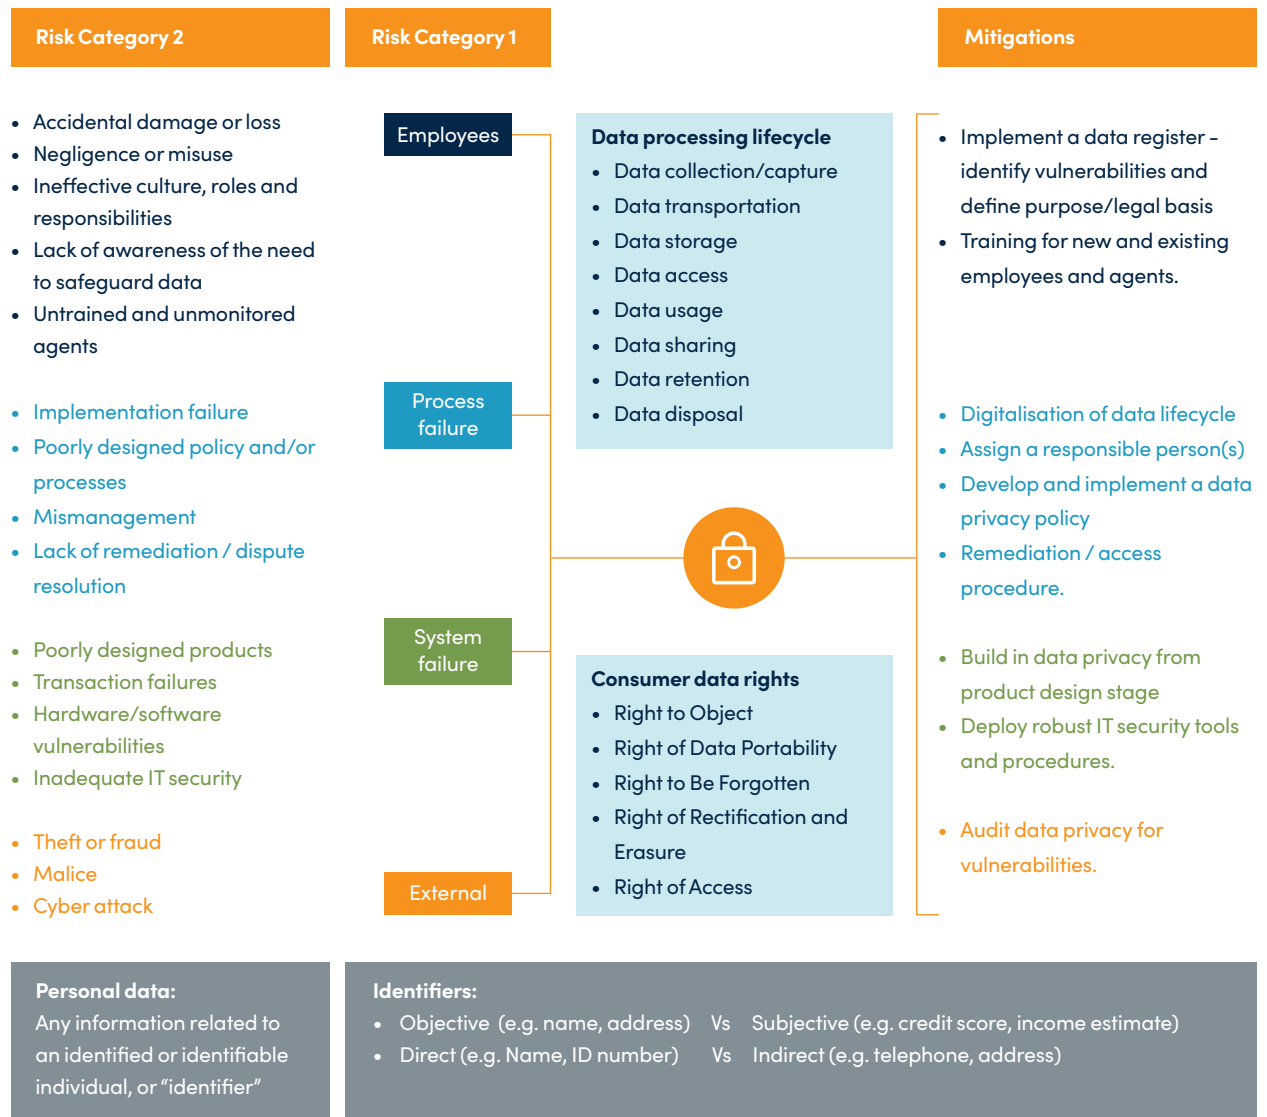 Risk Category 2
Risk Category 1
Mitigations
• Accidental damage or loss
• Negligence or misuse
• Ineffective culture, roles and
responsibilities
• Lack of awareness of the need
to safeguard data
• Untrained and unmonitored
agents
• Implementation failure
• Poorly designed policy and/or
processes
• Mismanagement
• Lack of remediation / dispute
resolution
• Poorly designed products
• Transaction failures
• Hardware/software
vulnerabilities
• Inadequate IT security
• Theft or fraud
• Malice
• Cyber attack
Employees
Process
failure
System
failure
External
Data processing lifecycle
• Data collection/capture
• Data transportation
• Data storage
• Data access
• Data usage
• Data sharing
• Data retention
• Data disposal
Consumer data rights
• Right to Object
• Right of Data Portability
• Right to Be Forgotten
• Right of Rectification and
Erasure
• Right of Access
• Implement a data register -
identify vulnerabilities and
define purpose/legal basis
• Training for new and existing
employees and agents.
• Digitalisation of data lifecycle
• Assign a responsible person(s)
• Develop and implement a data
privacy policy
• Remediation / access
procedure.
• Build in data privacy from
product design stage
• Deploy robust IT security tools
and procedures.
• Audit data privacy for
vulnerabilities.
Personal data:
Any information related to
an identified or identifiable
individual, or “identifier”
Identifiers:
• Objective (e.g. name, address) Vs Subjective (e.g. credit score, income estimate)
• Direct (e.g. Name, ID number) Vs Indirect (e.g. telephone, address)